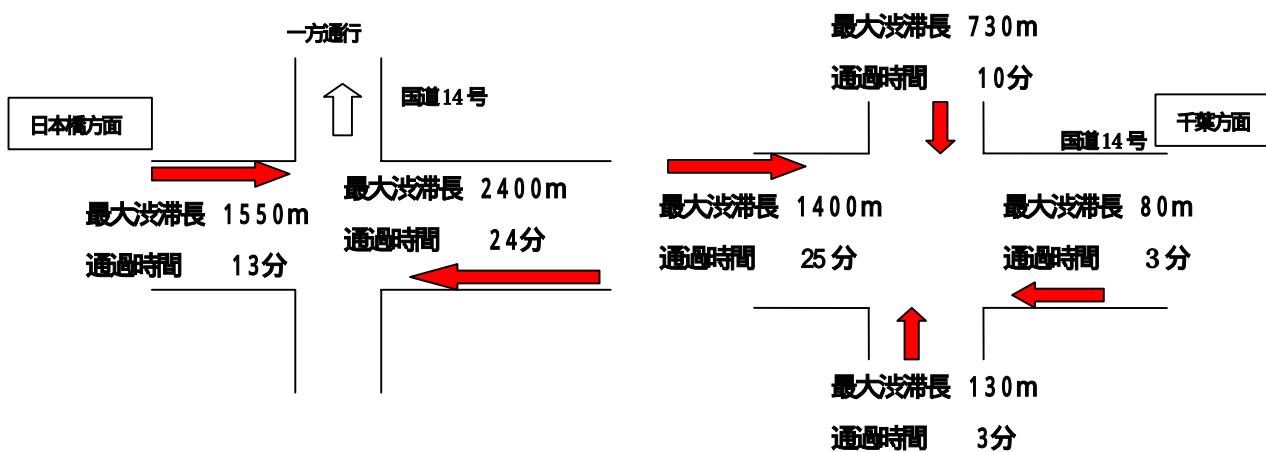 一方通行
国道14号
日本橋方面
最大渋滞長 1550m
通過時間 13分
最大渋滞長 2400m
通過時間 24分
最大渋滞長 730m
通過時間 10分
国道14号
千葉方面
最大渋滞長 1400m
通過時間 25分
最大渋滞長 80m
通過時間 3分
最大渋滞長 130m
通過時間 3分